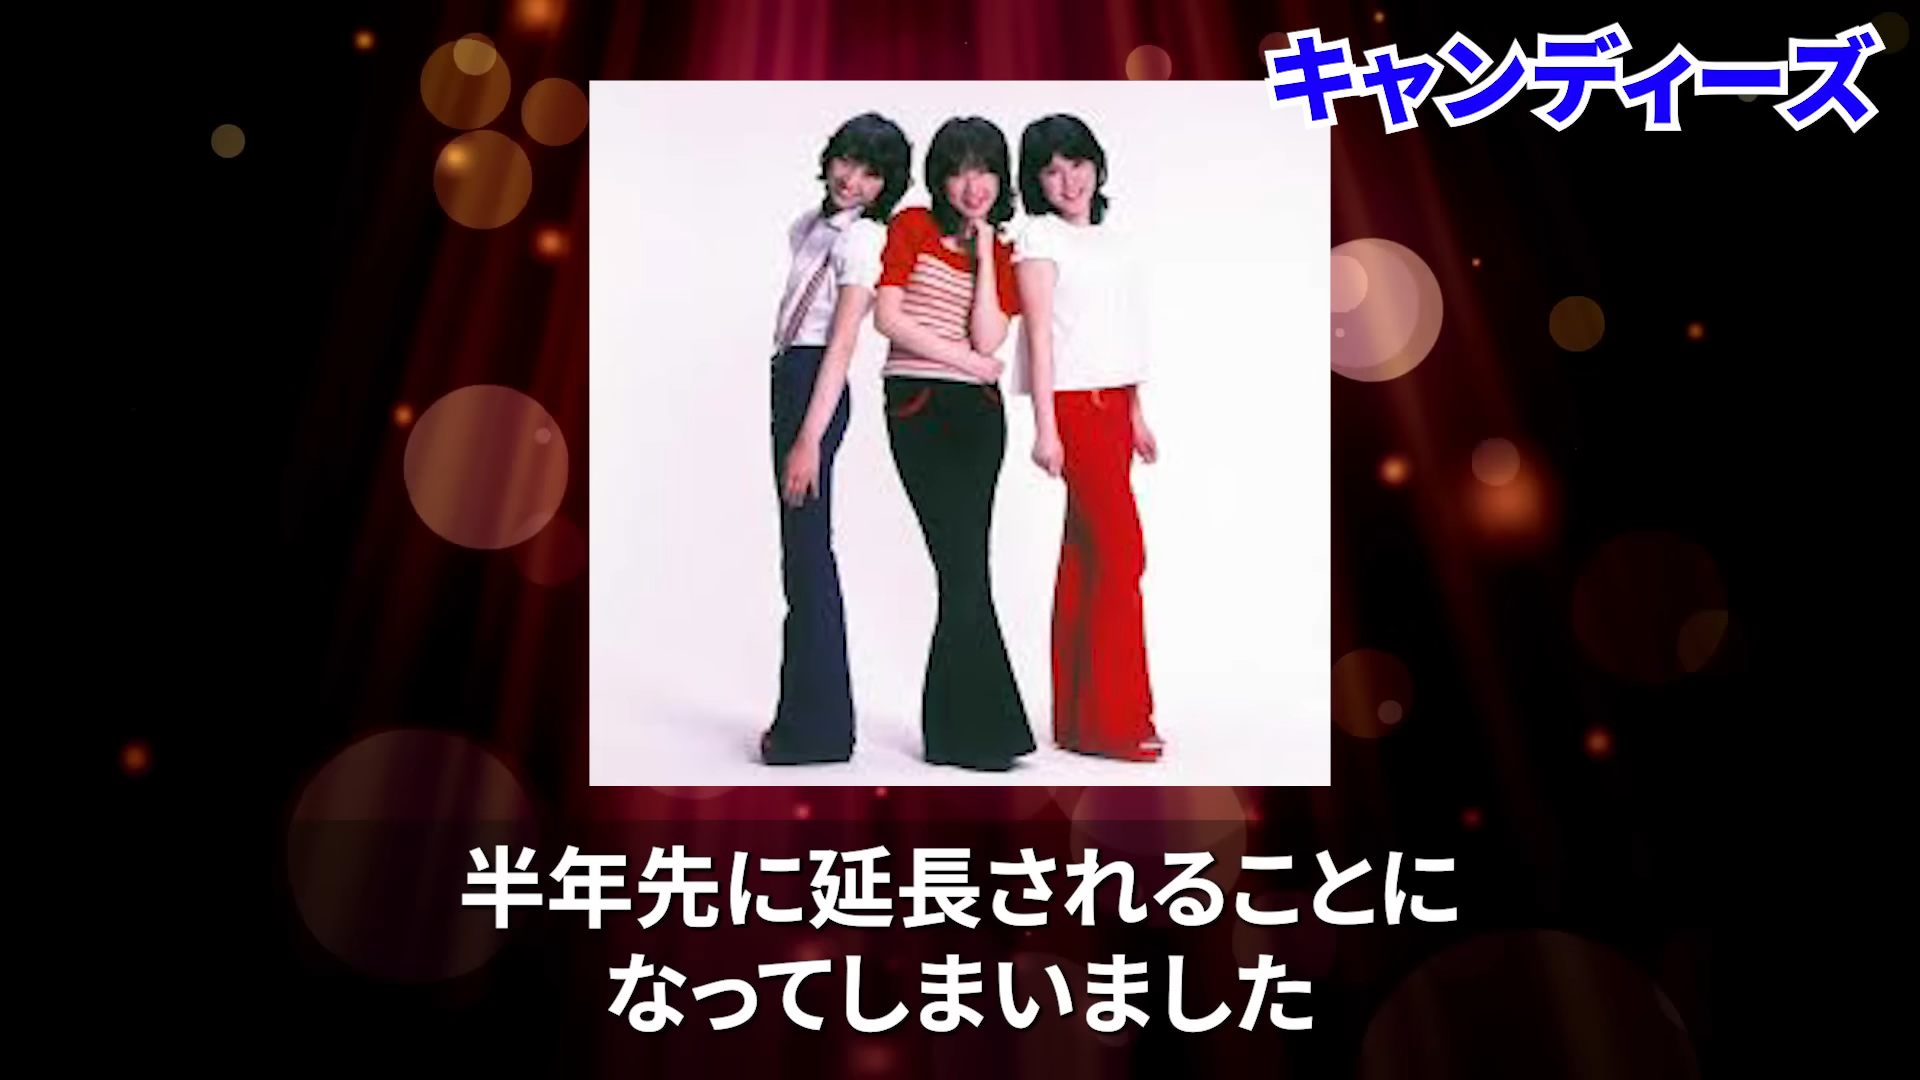 キャンディーズ
半年先に延長されることに
なってしまいました